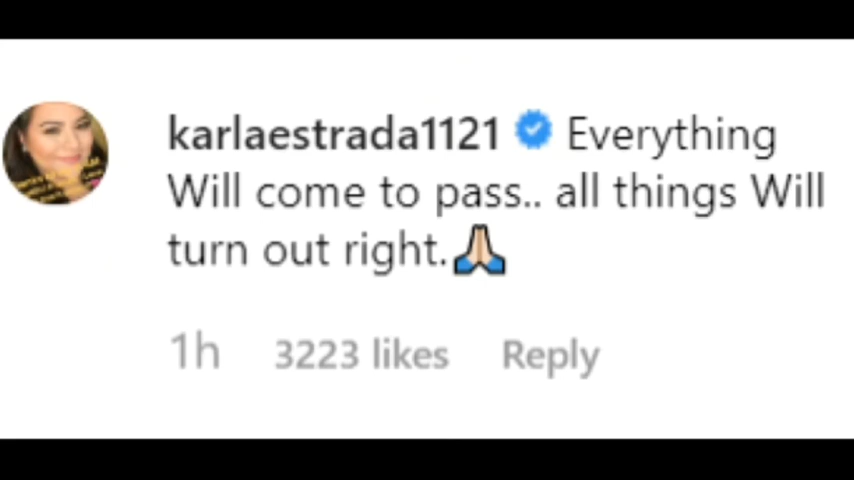 karlaestrada1121 Everything
Will come to pass.. all things Will
turn out right.🙏🏼
1h 3223 likes Reply